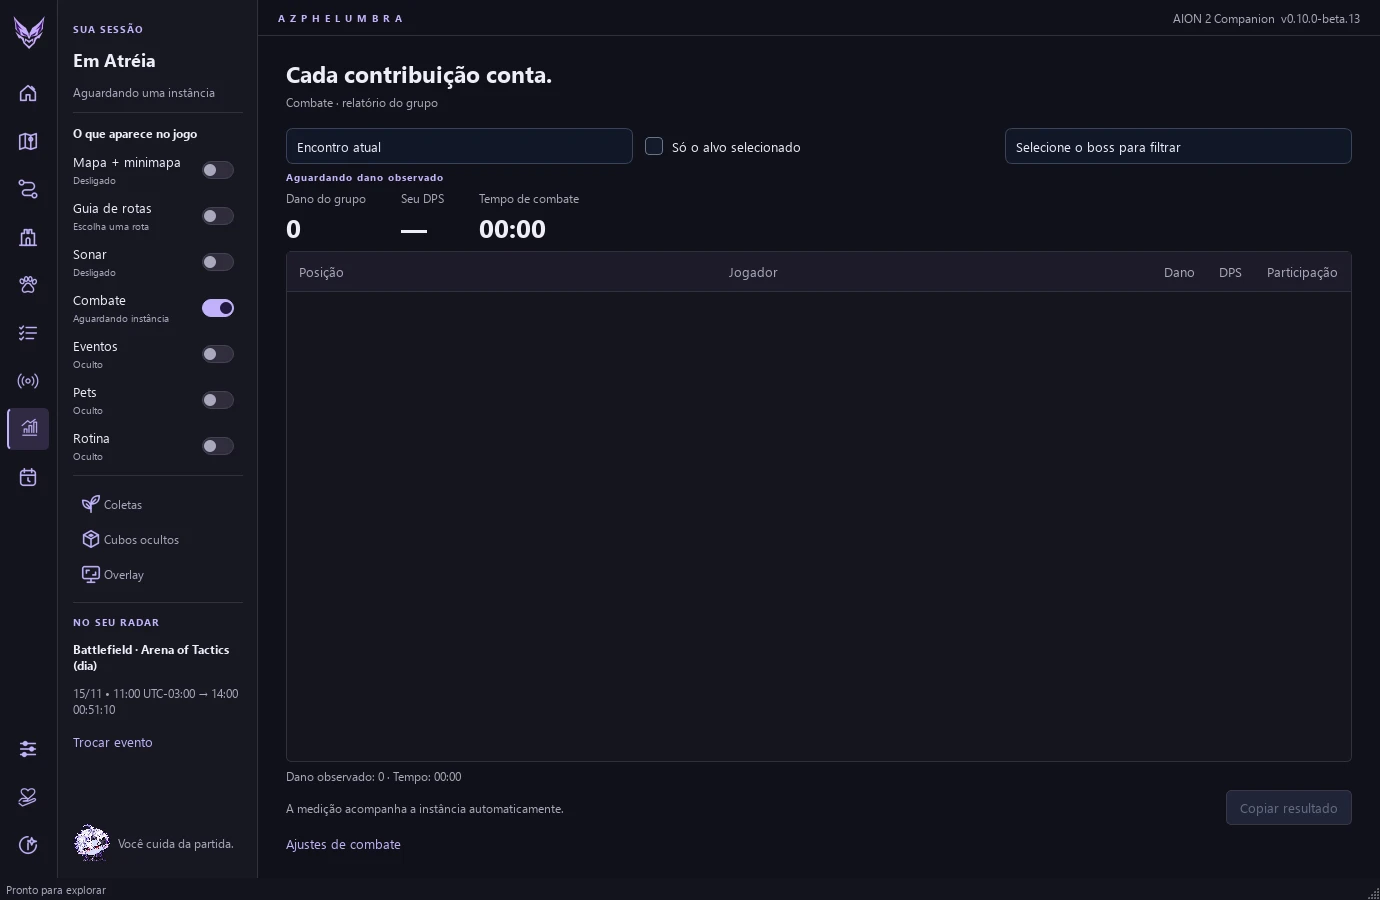 AZPHELUMBRA
AION 2 Companion v0.10.0-beta.13
SUA SESSÃO
Em Atréia
Aguardando uma instância
O que aparece no jogo
Mapa + minimapa
Desligado
Guia de rotas
Escolha uma rota
Sonar
Desligado
Combate
Aguardando instância
Eventos
Oculto
Pets
Oculto
Rotina
Oculto
Coletas
Cubos ocultos
Overlay
NO SEU RADAR
Battlefield · Arena of Tactics
(dia)
15/11 • 11:00 UTC-03:00 → 14:00
00:51:10
Trocar evento
Você cuida da partida.
Cada contribuição conta.
Combate · relatório do grupo
Encontro atual
Só o alvo selecionado
Selecione o boss para filtrar
Aguardando dano observado
Dano do grupo Seu DPS Tempo de combate
0 — 00:00
Posição Jogador Dano DPS Participação
Dano observado: 0 · Tempo: 00:00
A medição acompanha a instância automaticamente.
Copiar resultado
Ajustes de combate
Pronto para explorar